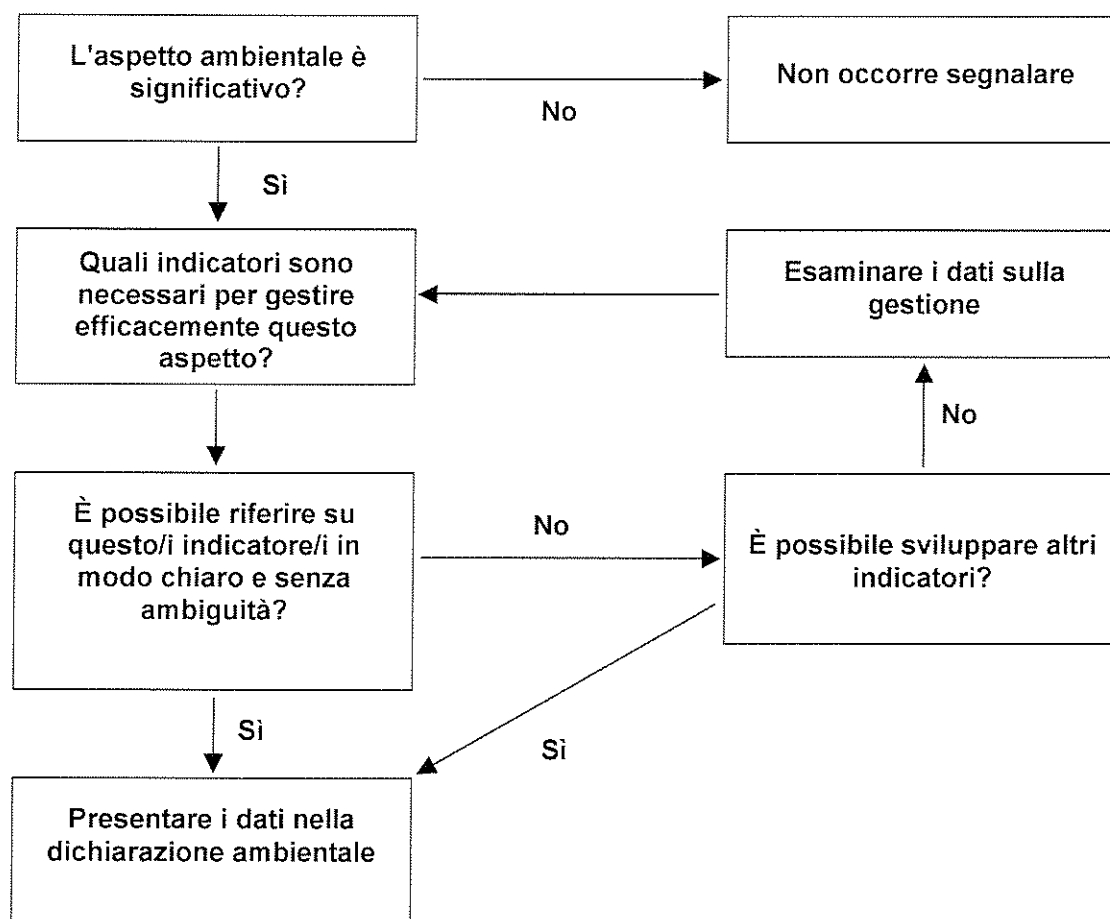 L'aspetto ambientale è
significativo?
No
Non occorre segnalare
Sì
Quali indicatori sono
necessari per gestire
efficacemente questo
aspetto?
Esaminare i dati sulla
gestione
No
È possibile riferire su
questo/i indicatore/i in
modo chiaro e senza
ambiguità?
No
È possibile sviluppare altri
indicatori?
Sì
Sì
Presentare i dati nella
dichiarazione ambientale